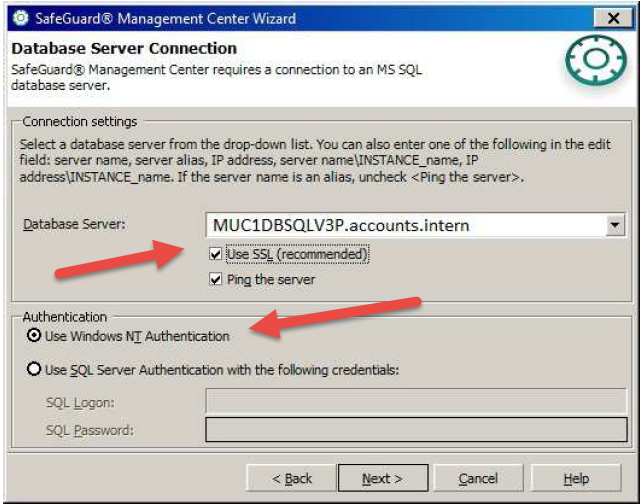 SafeGuard® Management Center Wizard
Database Server Connection
SafeGuard® Management Center requires a connection to an MS SQL
database server.
Connection settings
Select a database server from the drop-down list. You can also enter one of the following in the edit
field: server name, server alias, IP address, server name\INSTANCE_name, IP
address\INSTANCE_name. If the server name is an alias, uncheck <Ping the server>.
Database Server:
MUC1DBSQLV3P.accounts.intern
Use SSL (recommended)
Ping the server
Authentication
Use Windows NT Authentication
Use SQL Server Authentication with the following credentials:
SQL Logon:
SQL Password:
< Back
Next >
Cancel
Help